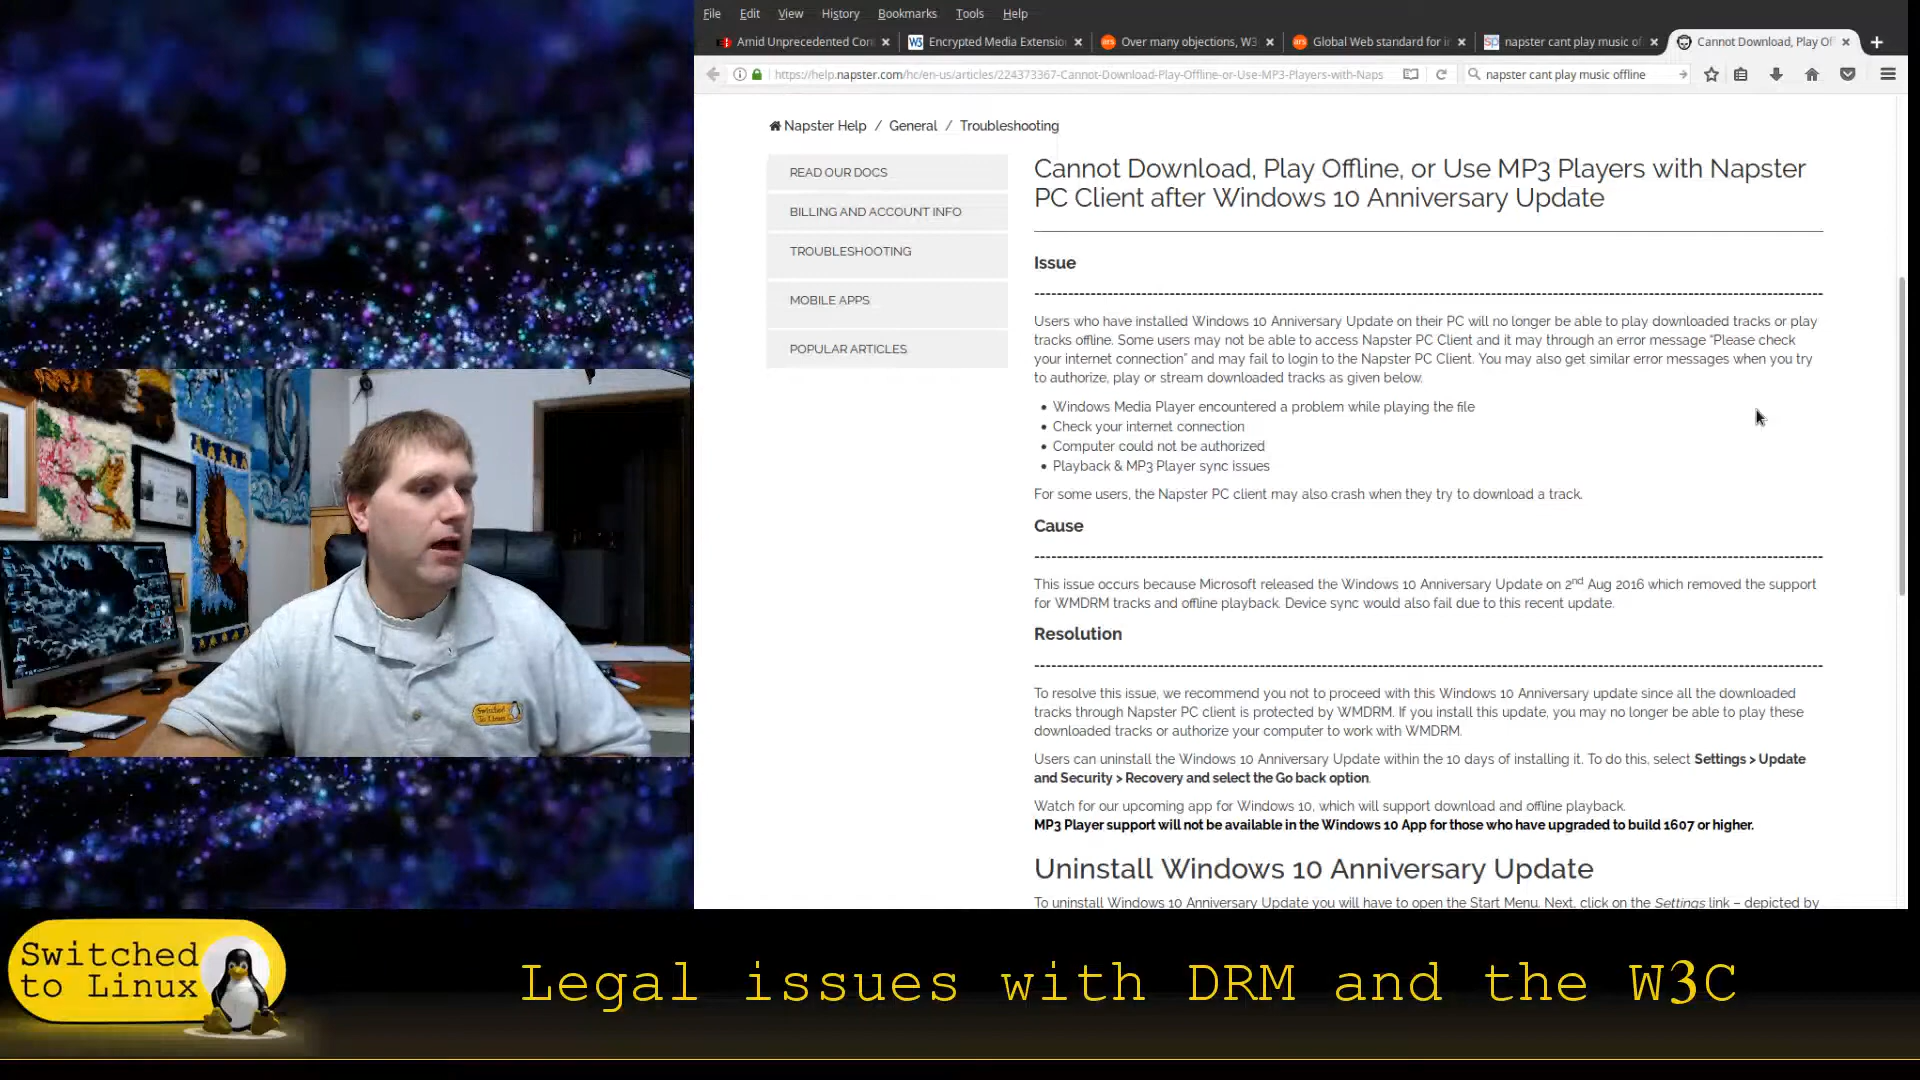 File Edit View History Bookmarks Tools Help
Amid Unprecedented Con
Encrypted Media Extensio
Over many objections, W3
Global Web standard for in
napster cant play music of
Cannot Download, Play Of
https://help.napster.com/hc/en-us/articles/224373367-Cannot-Download-Play-Offline-or-Use-MP3-Players-with-Naps
napster cant play music offline
Napster Help / General / Troubleshooting
READ OUR DOCS
BILLING AND ACCOUNT INFO
TROUBLESHOOTING
MOBILE APPS
POPULAR ARTICLES
Cannot Download, Play Offline, or Use MP3 Players with Napster
PC Client after Windows 10 Anniversary Update
Issue
Users who have installed Windows 10 Anniversary Update on their PC will no longer be able to play downloaded tracks or play
tracks offline. Some users may not be able to access Napster PC Client and it may through an error message “Please check
your internet connection” and may fail to login to the Napster PC Client. You may also get similar error messages when you try
to authorize, play or stream downloaded tracks as given below.
• Windows Media Player encountered a problem while playing the file
• Check your internet connection
• Computer could not be authorized
• Playback & MP3 Player sync issues
For some users, the Napster PC client may also crash when they try to download a track.
Cause
This issue occurs because Microsoft released the Windows 10 Anniversary Update on 2nd Aug 2016 which removed the support
for WMDRM tracks and offline playback. Device sync would also fail due to this recent update.
Resolution
To resolve this issue, we recommend you not to proceed with this Windows 10 Anniversary update since all the downloaded
tracks through Napster PC client is protected by WMDRM. If you install this update, you may no longer be able to play these
downloaded tracks or authorize your computer to work with WMDRM.
Users can uninstall the Windows 10 Anniversary Update within the 10 days of installing it. To do this, select Settings > Update
and Security > Recovery and select the Go back option.
Watch for our upcoming app for Windows 10, which will support download and offline playback.
MP3 Player support will not be available in the Windows 10 App for those who have upgraded to build 1607 or higher.
Uninstall Windows 10 Anniversary Update
To uninstall Windows 10 Anniversary Update you will have to open the Start Menu. Next, click on the Settings link – depicted by
Switched
To Linux
Switched
to Linux
Legal issues with DRM and the W3C